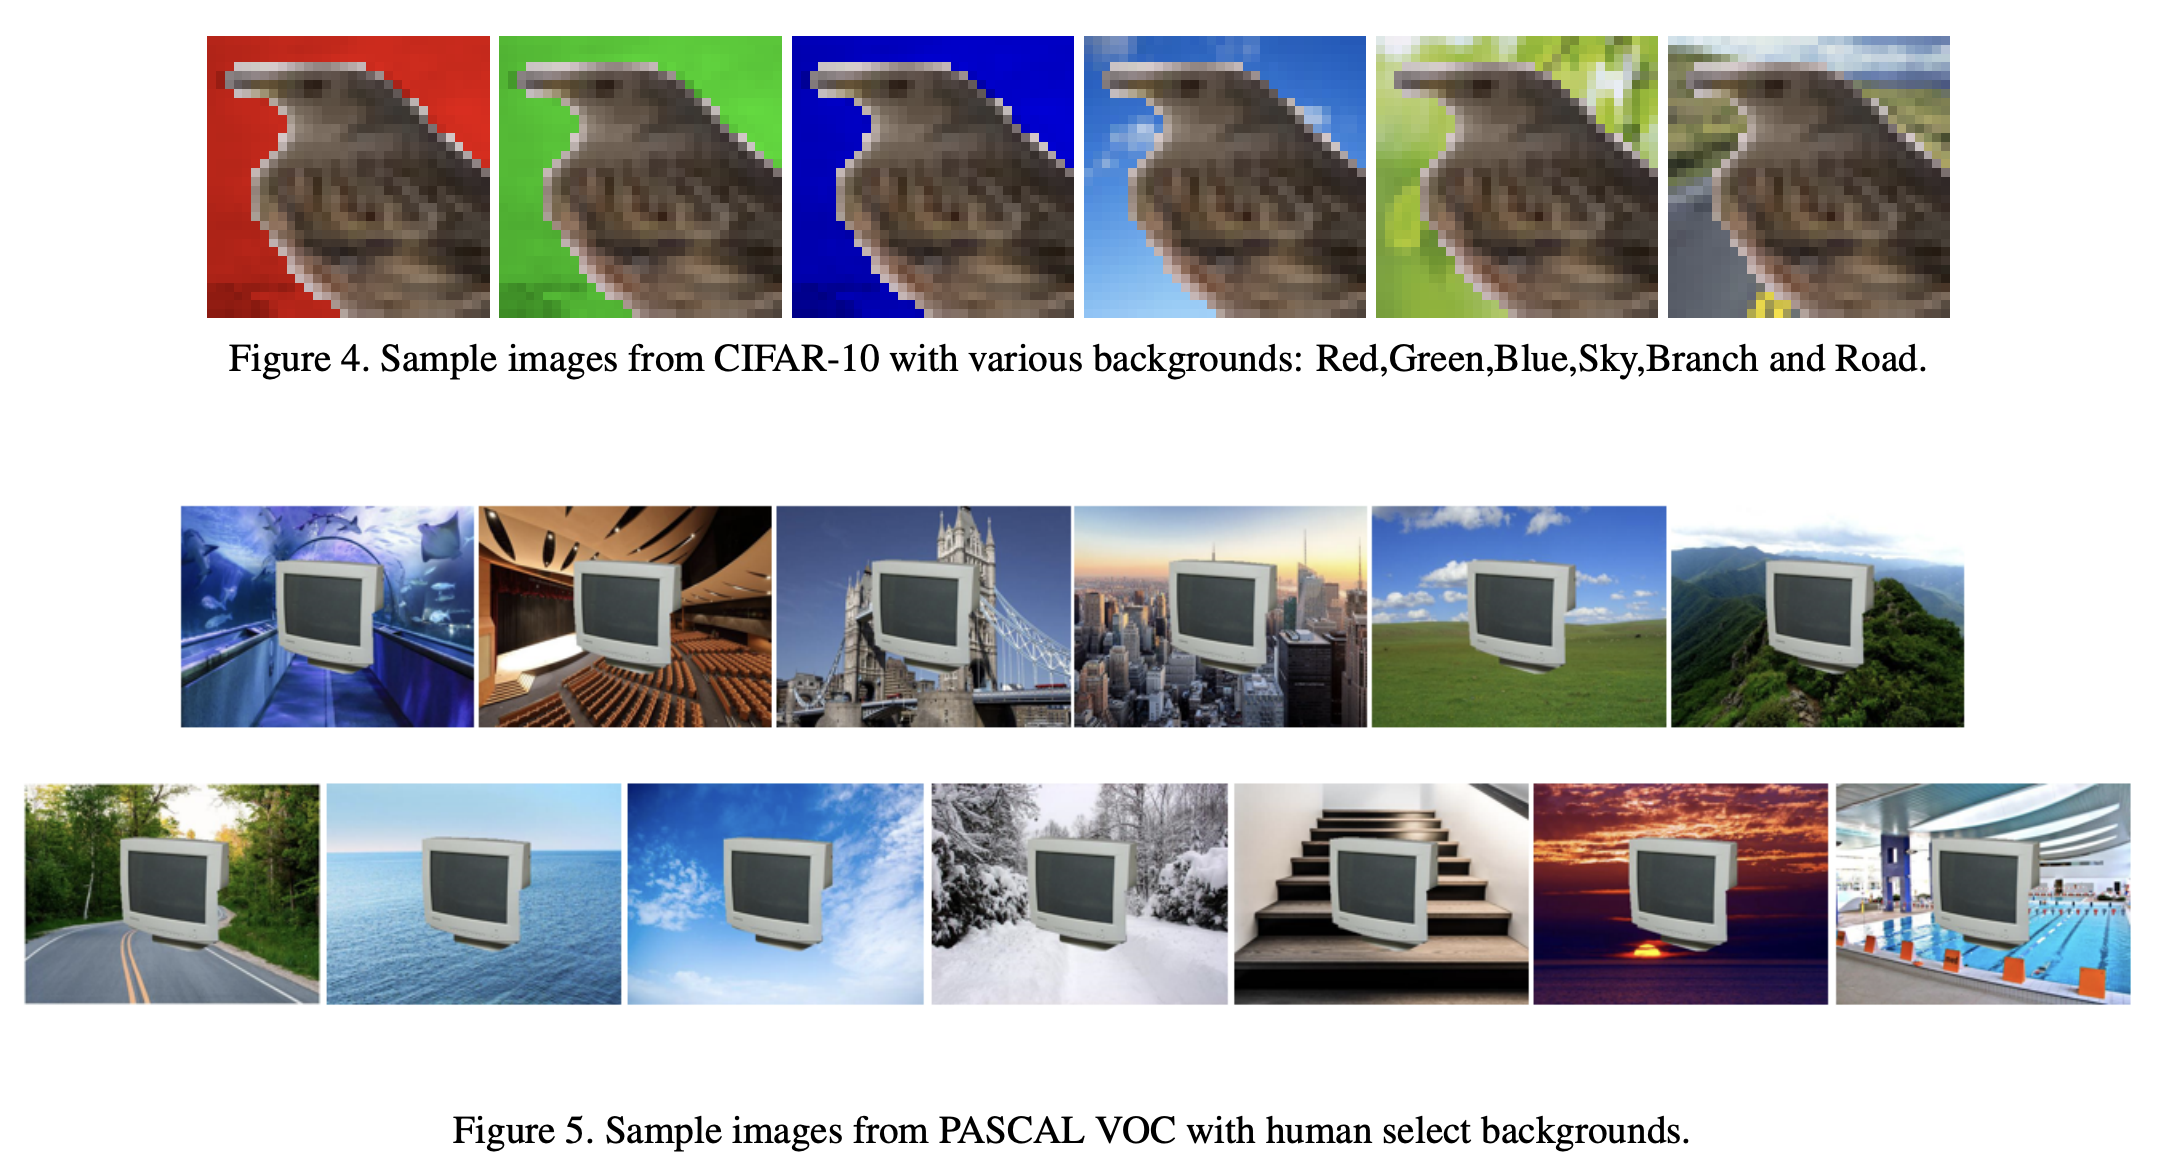 Figure 4. Sample images from CIFAR-10 with various backgrounds: Red,Green,Blue,Sky,Branch and Road.
Figure 5. Sample images from PASCAL VOC with human select backgrounds.